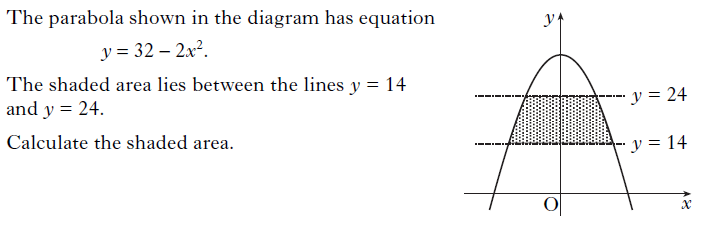 The parabola shown in the diagram has equation
y = 32 – 2x².
The shaded area lies between the lines y = 14
and y = 24.
Calculate the shaded area.
y
y = 24
y = 14
O
x